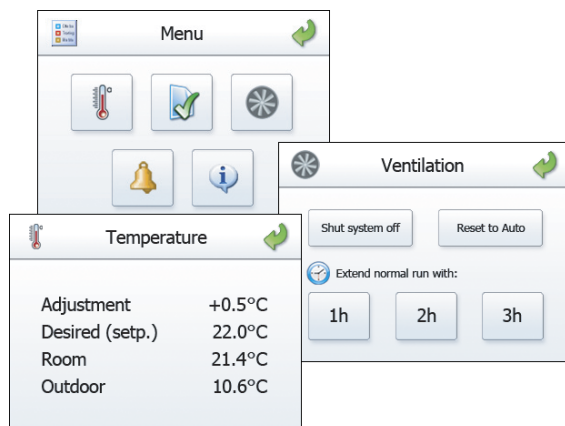 Menu
Ventilation
Shut system off
Reset to Auto
Extend normal run with:
1h 2h 3h
Temperature
Adjustment +0.5°C
Desired (setp.) 22.0°C
Room 21.4°C
Outdoor 10.6°C